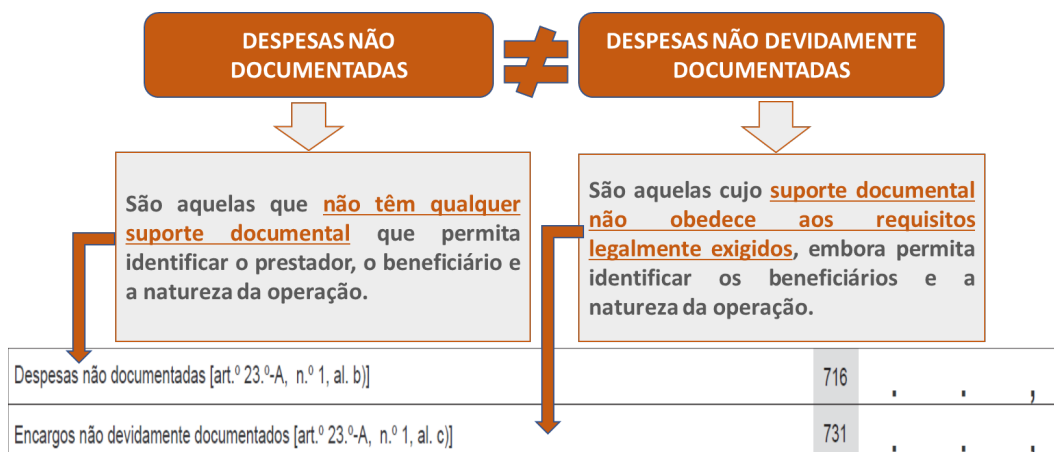 DESPESAS NÃO
DOCUMENTADAS
≠
DESPESAS NÃO DEVIDAMENTE
DOCUMENTADAS
São aquelas que não têm qualquer
suporte documental que permita
identificar o prestador, o beneficiário e
a natureza da operação.
São aquelas cujo suporte documental
não obedece aos requisitos
legalmente exigidos, embora permita
identificar os beneficiários e a
natureza da operação.
Despesas não documentadas [art.º 23.º-A, n.º 1, al. b)] 716 . . ,
Encargos não devidamente documentados [art.º 23.º-A, n.º 1, al. c)] 731 . . ,